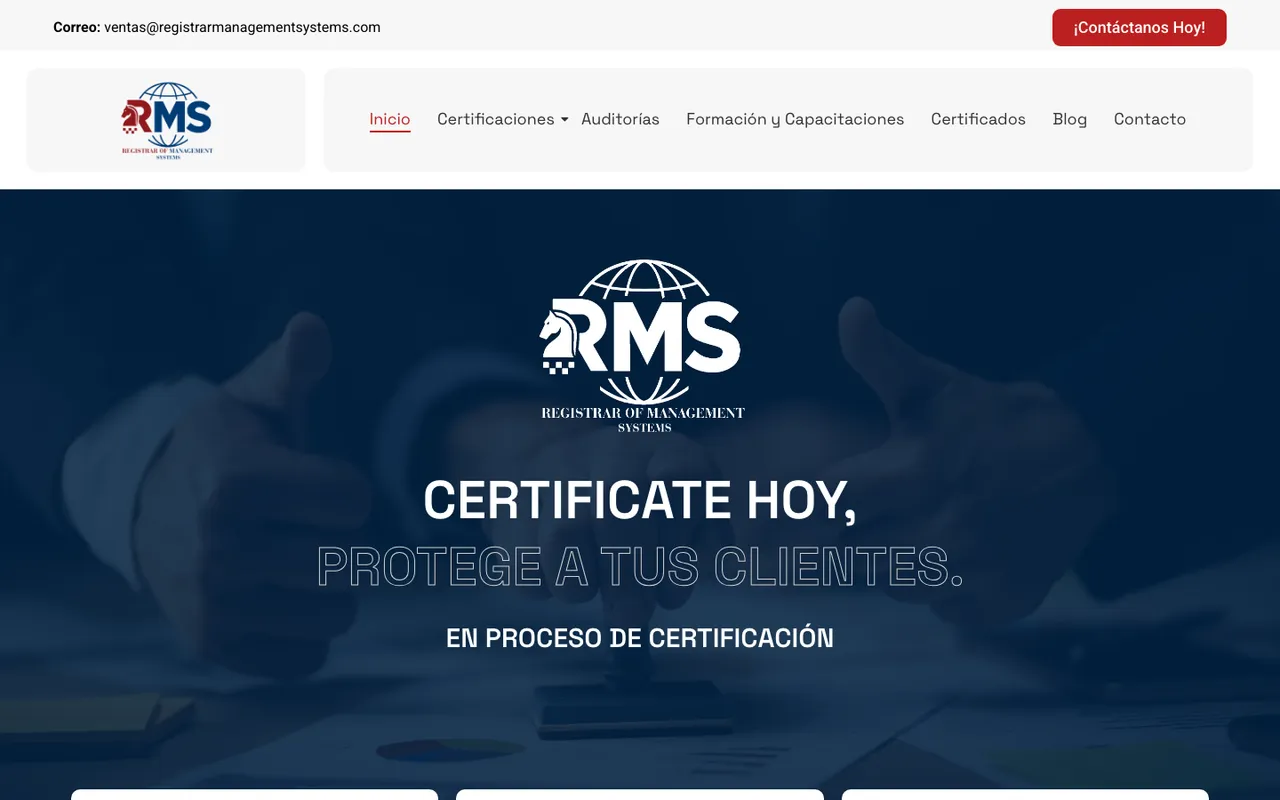 Correo: ventas@registrarmanagementsystems.com
¡Contáctanos Hoy!
RMS
REGISTRAR OF MANAGEMENT
SYSTEMS
Inicio
Certificaciones
Auditorías
Formación y Capacitaciones
Certificados
Blog
Contacto
RMS
REGISTRAR OF MANAGEMENT
SYSTEMS
CERTIFICATE HOY,
PROTEGE A TUS CLIENTES.
EN PROCESO DE CERTIFICACIÓN